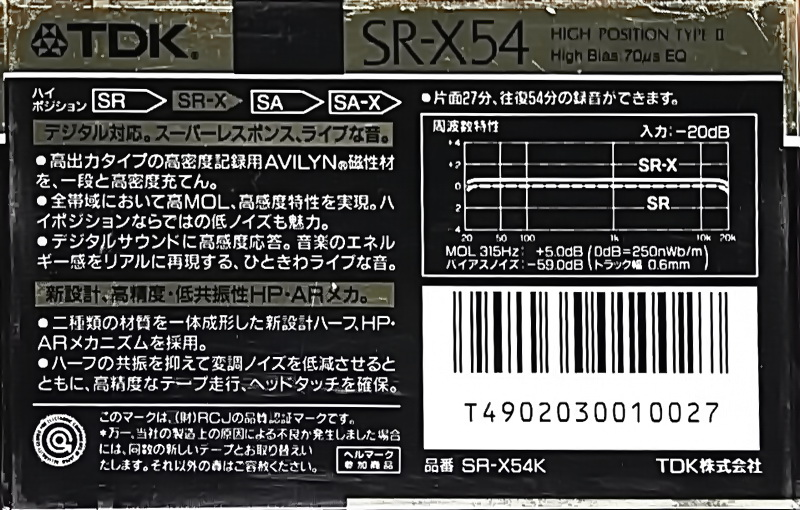 TDK®
SR-X54
HIGH POSITION TYPE II
High Bias 70μs EQ
ハイ
ポジション SR SR-X SA SA-X
デジタル対応。スーパーレスポンス、ライブな音。
●高出力タイプの高密度記録用AVILYN®磁性材
を、一段と高密度充てん。
●全帯域において高MOL、高感度特性を実現。ハ
イポジションならではの低ノイズも魅力。
●デジタルサウンドに高感度応答。音楽のエネル
ギー感をリアルに再現する、ひときわライブな音。
新設計、高精度・低共振性HP・ARメカ。
●二種類の材質を一体成形した新設計ハーフ、HP・
ARメカニズムを採用。
●ハーフの共振を抑えて変調ノイズを低減させると
ともに、高精度なテープ走行、ヘッドタッチを確保。
このマークは、(財)RCJの品質認証マークです。
*万一、当社の製造上の原因による不良が発生しました場合
には、同数の新しいテープとお取り替えい
たします。それ以外の責はご容赦ください。
ベルマーク
参加商品
●片面27分、往復54分の録音ができます。
周波数特性
入力:-20dB
+4
+2
0
2
4
SR-X
SR
20 50 100 1k 10k 20k
MOL 315Hz: +5.0dB (0dB=250nWb/m)
バイアスノイズ: -59.0dB (トラック幅 0.6mm)
T4902030010027
品番 SR-X54K
TDK株式会社